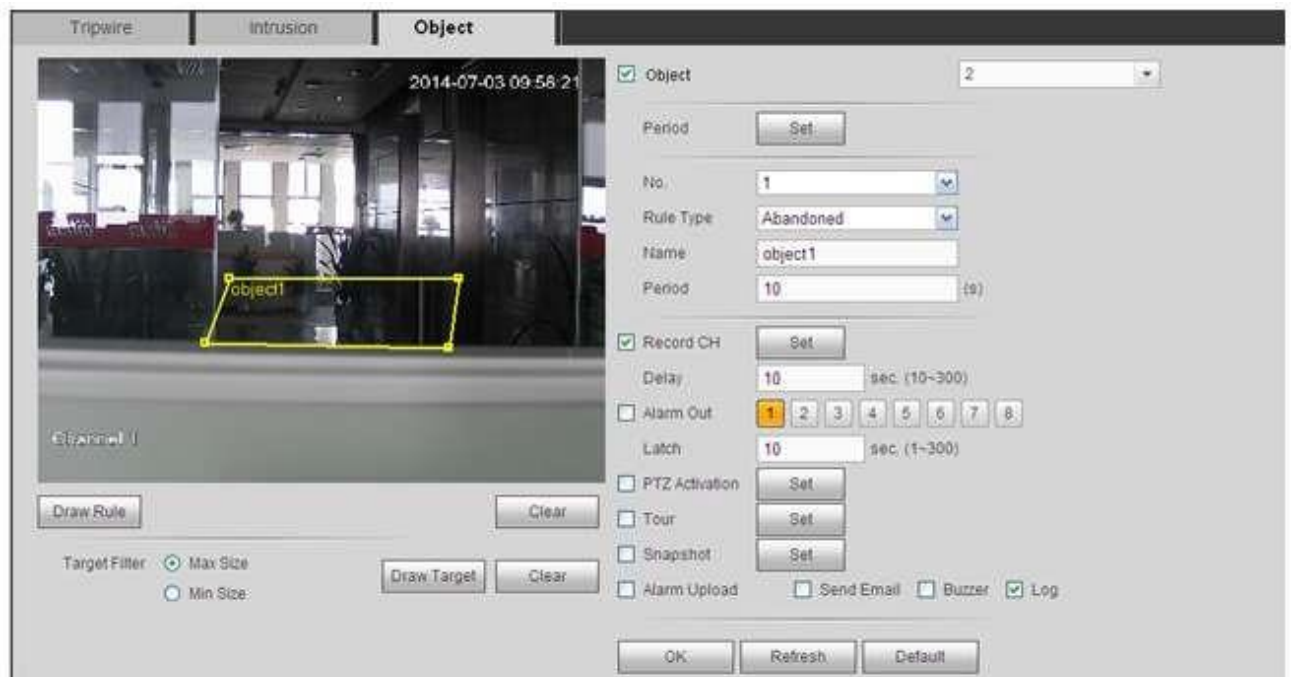 Tripwire Intrusion Object
2014-07-03 09:58:21
object1
Channel 1
Draw Rule Clear
Target Filter Max Size
Min Size
Draw Target Clear
Object 2
Period Set
No. 1
Rule Type Abandoned
Name object1
Period 10 (s)
Record CH Set
Delay 10 sec. (10~300)
Alarm Out 1 2 3 4 5 6 7 8
Latch 10 sec. (1~300)
PTZ Activation Set
Tour Set
Snapshot Set
Alarm Upload Send Email Buzzer Log
OK Refresh Default